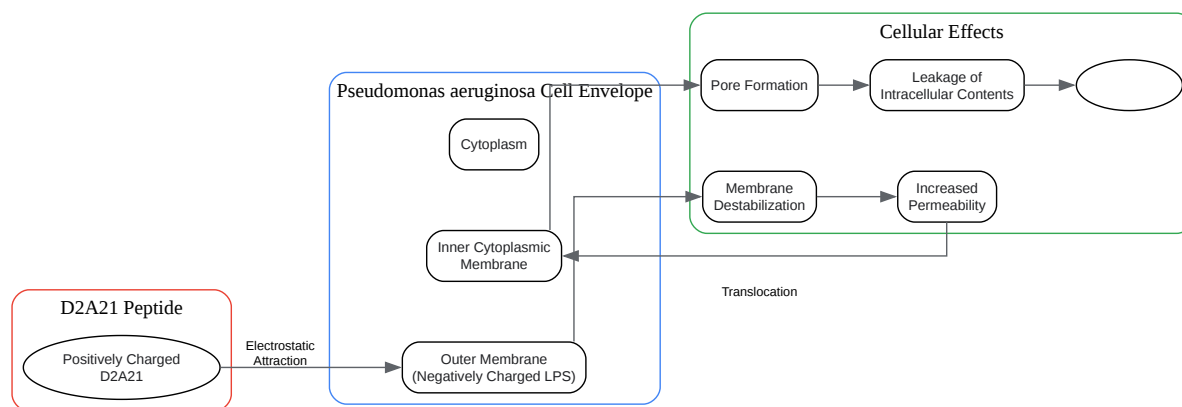 Cellular Effects
Pore Formation
Leakage of
Intracellular Contents
Pseudomonas aeruginosa Cell Envelope
Cytoplasm
Membrane
Destabilization
Increased
Permeability
Inner Cytoplasmic
Membrane
Translocation
D2A21 Peptide
Positively Charged
D2A21
Electrostatic
Attraction
Outer Membrane
(Negatively Charged LPS)